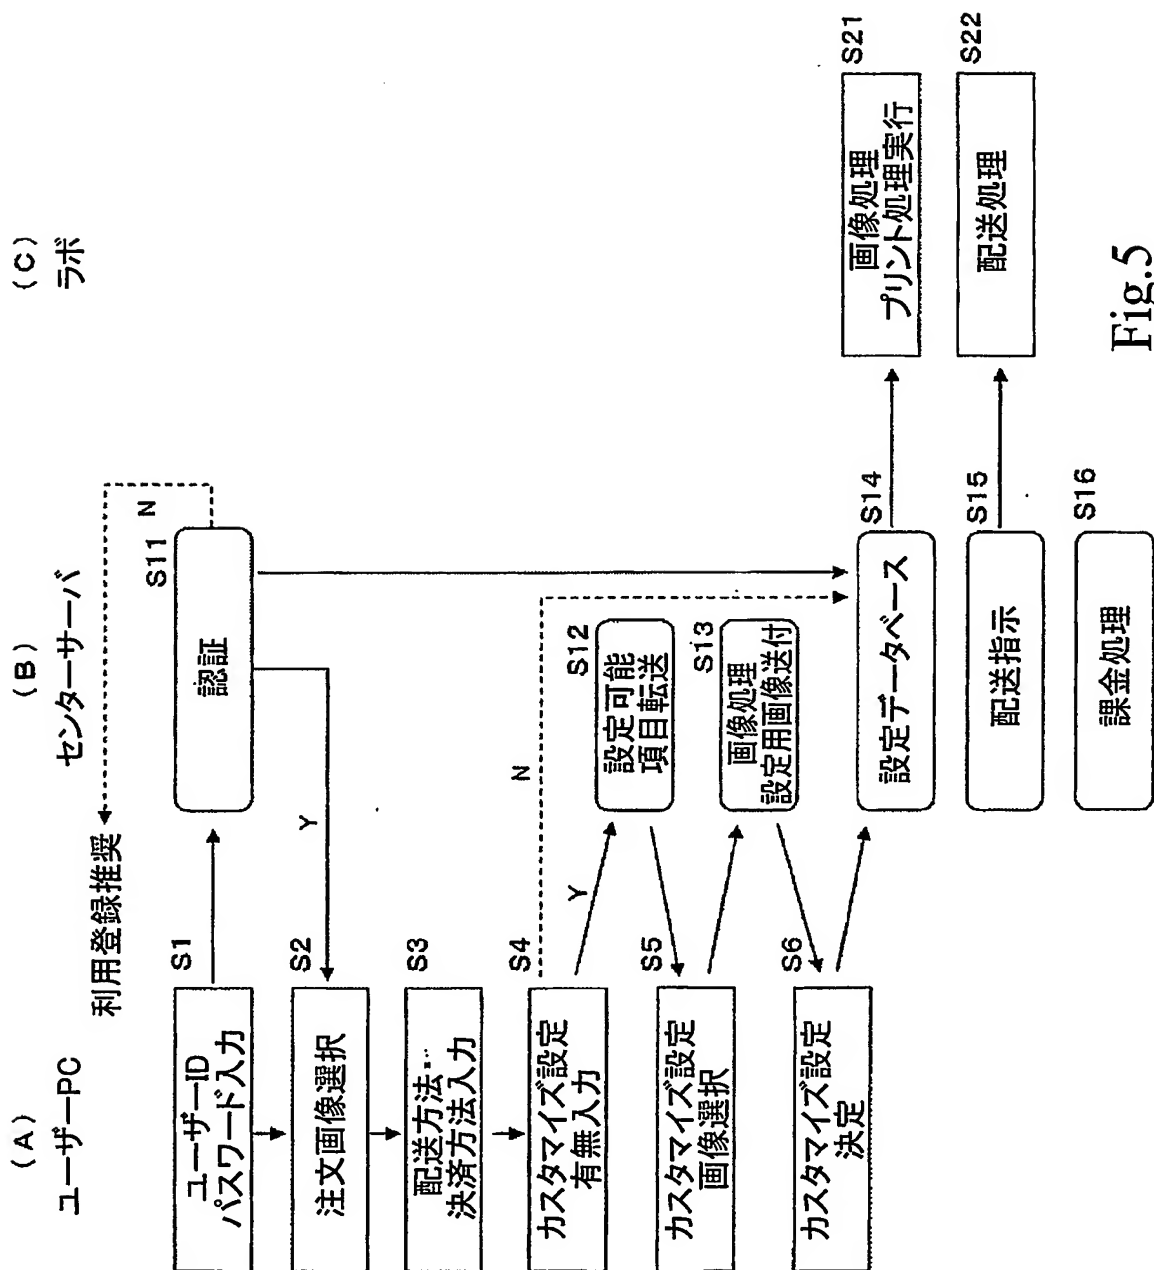 (A)
ユーザーPC
(B)
センターサーバ
(C)
ラボ
利用登録推奨
S1
ユーザーID
パスワード入力
S11
認証
N
Y
S2
注文画像選択
S3
配送方法・
決済方法入力
S4
カスタマイズ設定
有無入力
N
Y
S12
設定可能
項目転送
S5
カスタマイズ設定
画像選択
S13
画像処理
設定用画像送付
S6
カスタマイズ設定
決定
S14
設定データベース
S21
画像処理
プリント処理実行
S15
配送指示
S22
配送処理
S16
課金処理
Fig.5